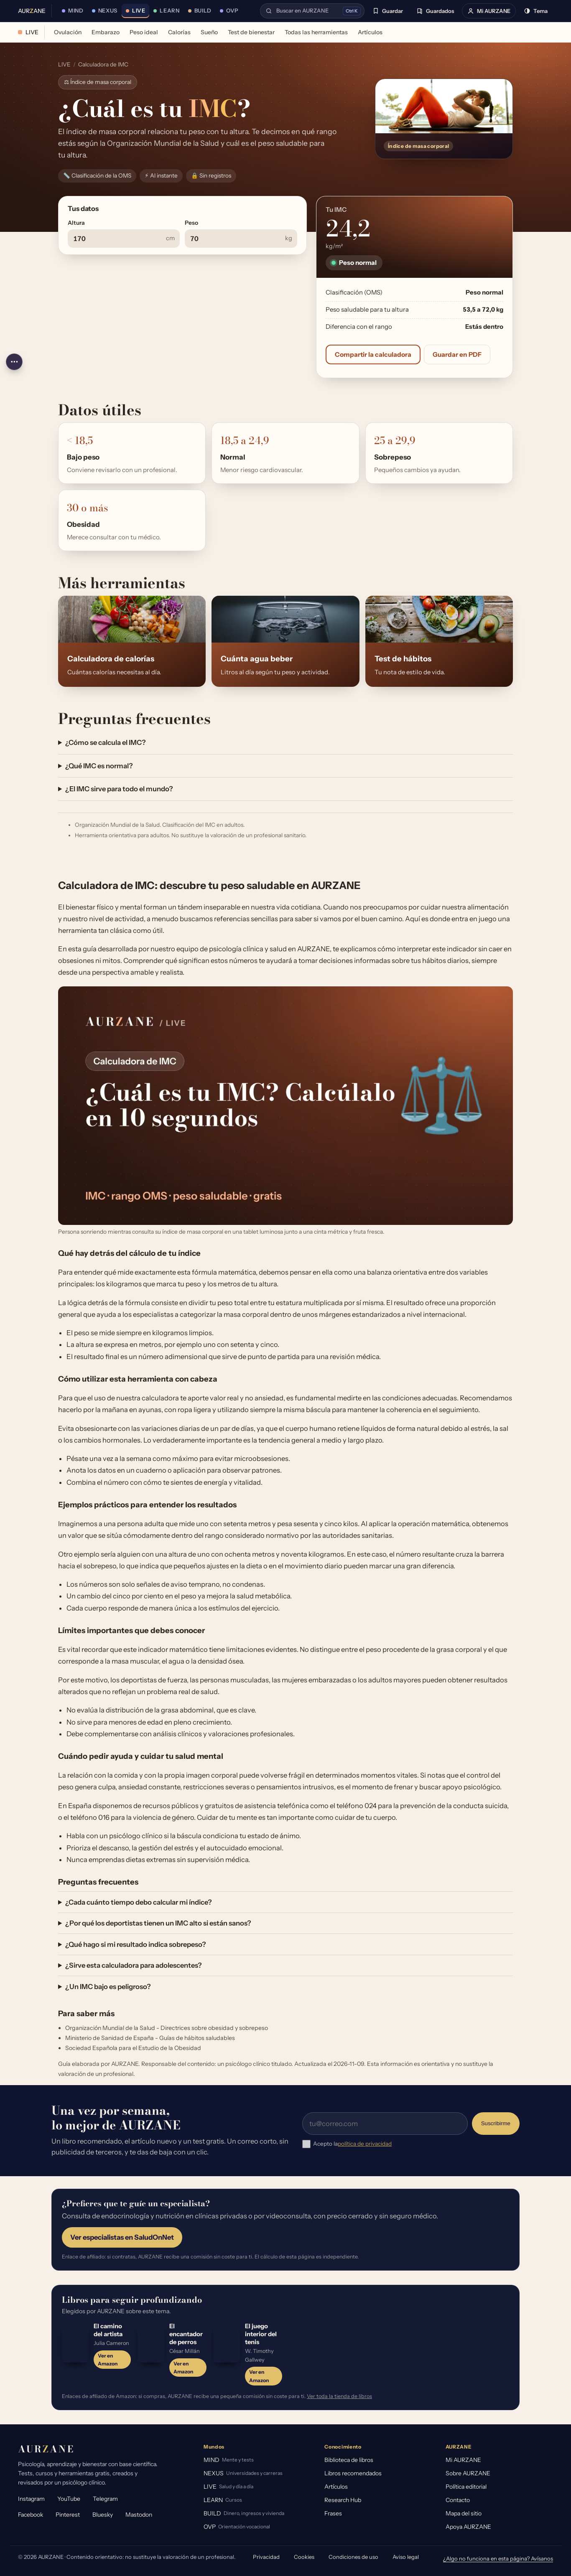 AURZANE MIND NEXUS LIVE LEARN BUILD OVP Buscar en AURZANE Ctrl K Guardar Guardados Mi AURZANE Tema
LIVE Ovulación Embarazo Peso ideal Calorías Sueño Test de bienestar Todas las herramientas Artículos
LIVE / Calculadora de IMC
Índice de masa corporal
¿Cuál es tu IMC?
El índice de masa corporal relaciona tu peso con tu altura. Te decimos en qué rango
estás según la Organización Mundial de la Salud y cuál es el peso saludable para
tu altura.
Clasificación de la OMS Al instante Sin registros
Índice de masa corporal
Tus datos
Altura Peso
170 cm 70 kg
Tu IMC
24,2
kg/m²
Peso normal
Clasificación (OMS) Peso normal
Peso saludable para tu altura 53,5 a 72,0 kg
Diferencia con el rango Estás dentro
Compartir la calculadora Guardar en PDF
Datos útiles
< 18,5
Bajo peso
Conviene revisarlo con un profesional.
18,5 a 24,9
Normal
Menor riesgo cardiovascular.
25 a 29,9
Sobrepeso
Pequeños cambios ya ayudan.
30 o más
Obesidad
Merece consultar con tu médico.
Más herramientas
Calculadora de calorías
Cuántas calorías necesitas al día.
Cuánta agua beber
Litros al día según tu peso y actividad.
Test de hábitos
Tu nota de estilo de vida.
Preguntas frecuentes
¿Cómo se calcula el IMC?
¿Qué IMC es normal?
¿El IMC sirve para todo el mundo?
Organización Mundial de la Salud. Clasificación del IMC en adultos.
Herramienta orientativa para adultos. No sustituye la valoración de un profesional sanitario.
Calculadora de IMC: descubre tu peso saludable en AURZANE
El bienestar físico y mental forman un tándem inseparable en nuestra vida cotidiana. Cuando nos preocupamos por cuidar nuestra alimentación
y nuestro nivel de actividad, a menudo buscamos referencias sencillas para saber si vamos por el buen camino. Aquí es donde entra en juego una
herramienta tan clásica como útil.
En esta guía desarrollada por nuestro equipo de psicología clínica y salud en AURZANE, te explicamos cómo interpretar este indicador sin caer en
obsesiones ni mitos. Comprender qué significan estos números te ayudará a tomar decisiones informadas sobre tus hábitos diarios, siempre
desde una perspectiva amable y realista.
AURZANE / LIVE
Calculadora de IMC
¿Cuál es tu IMC? Calcúlalo
en 10 segundos
IMC · rango OMS · peso saludable · gratis
Persona sonriendo mientras consulta su índice de masa corporal en una tablet luminosa junto a una cinta métrica y fruta fresca.
Qué hay detrás del cálculo de tu índice
Para entender qué mide exactamente esta fórmula matemática, debemos pensar en ella como una balanza orientativa entre dos variables
principales: los kilogramos que marca tu peso y los metros de tu altura.
La lógica detrás de la fórmula consiste en dividir tu peso total entre tu estatura multiplicada por sí misma. El resultado ofrece una proporción
general que ayuda a los especialistas a categorizar la masa corporal dentro de unos márgenes estandarizados a nivel internacional.
El peso se mide siempre en kilogramos limpios.
La altura se expresa en metros, por ejemplo uno con setenta y cinco.
El resultado final es un número adimensional que sirve de punto de partida para una revisión médica.
Cómo utilizar esta herramienta con cabeza
Para que el uso de nuestra calculadora te aporte valor real y no ansiedad, es fundamental medirte en las condiciones adecuadas. Recomendamos
hacerlo por la mañana en ayunas, con ropa ligera y utilizando siempre la misma báscula para mantener la coherencia en el seguimiento.
Evita obsesionarte con las variaciones diarias de un par de días, ya que el cuerpo humano retiene líquidos de forma natural debido al estrés, la sal
o los cambios hormonales. Lo verdaderamente importante es la tendencia general a medio y largo plazo.
Pésate una vez a la semana como máximo para evitar microobsesiones.
Anota los datos en un cuaderno o aplicación para observar patrones.
Combina el número con cómo te sientes de energía y vitalidad.
Ejemplos prácticos para entender los resultados
Imaginemos a una persona adulta que mide uno con setenta metros y pesa sesenta y cinco kilos. Al aplicar la operación matemática, obtenemos
un valor que se sitúa cómodamente dentro del rango considerado normativo por las autoridades sanitarias.
Otro ejemplo sería alguien con una altura de uno con ochenta metros y noventa kilogramos. En este caso, el número resultante cruza la barrera
hacia el sobrepeso, lo que indica que pequeños ajustes en la dieta o en el movimiento diario pueden marcar una gran diferencia.
Los números son solo señales de aviso temprano, no condenas.
Un cambio del cinco por ciento en el peso ya mejora la salud metabólica.
Cada cuerpo responde de manera única a los estímulos del ejercicio.
Límites importantes que debes conocer
Es vital recordar que este indicador matemático tiene limitaciones evidentes. No distingue entre el peso procedente de la grasa corporal y el que
corresponde a la masa muscular, el agua o la densidad ósea.
Por este motivo, los deportistas de fuerza, las personas musculadas, las mujeres embarazadas o los adultos mayores pueden obtener resultados
alterados que no reflejan un problema real de salud.
No evalúa la distribución de la grasa abdominal, que es clave.
No sirve para menores de edad en pleno crecimiento.
Debe complementarse con análisis clínicos y valoraciones profesionales.
Cuándo pedir ayuda y cuidar tu salud mental
La relación con la comida y con la propia imagen corporal puede volverse frágil en determinados momentos vitales. Si notas que el control del
peso genera culpa, ansiedad constante, restricciones severas o pensamientos intrusivos, es el momento de frenar y buscar apoyo psicológico.
En España disponemos de recursos públicos y gratuitos de asistencia telefónica como el teléfono 024 para la prevención de la conducta suicida,
o el teléfono 016 para la violencia de género. Cuidar de tu mente es tan importante como cuidar de tu cuerpo.
Habla con un psicólogo clínico si la báscula condiciona tu estado de ánimo.
Prioriza el descanso, la gestión del estrés y el autocuidado emocional.
Nunca emprendas dietas extremas sin supervisión médica.
Preguntas frecuentes
¿Cada cuánto tiempo debo calcular mi índice?
¿Por qué los deportistas tienen un IMC alto si están sanos?
¿Qué hago si mi resultado indica sobrepeso?
¿Sirve esta calculadora para adolescentes?
¿Un IMC bajo es peligroso?
Para saber más
Organización Mundial de la Salud – Directrices sobre obesidad y sobrepeso
Ministerio de Sanidad de España – Guías de hábitos saludables
Sociedad Española para el Estudio de la Obesidad
Guía elaborada por AURZANE. Responsable del contenido: un psicólogo clínico titulado. Actualizada el 2026-11-09. Esta información es orientativa y no sustituye la
valoración de un profesional.
Una vez por semana,
lo mejor de AURZANE
Un libro recomendado, el artículo nuevo y un test gratis. Un correo corto, sin
publicidad de terceros, y te das de baja con un clic.
tu@correo.com Suscribirme
Acepto la política de privacidad
¿Prefieres que te guíe un especialista?
Consulta de endocrinología y nutrición en clínicas privadas o por videoconsulta, con precio cerrado y sin seguro médico.
Ver especialistas en SaludOnNet
Enlace de afiliado: si contratas, AURZANE recibe una comisión sin coste para ti. El cálculo de esta página es independiente.
Libros para seguir profundizando
Elegidos por AURZANE sobre este tema.
El camino
del artista
Julia Cameron
Ver en
Amazon
El
encantador
de perros
César Millán
Ver en
Amazon
El juego
interior del
tenis
W. Timothy
Gallwey
Ver en
Amazon
Enlaces de afiliado de Amazon: si compras, AURZANE recibe una pequeña comisión sin coste para ti. Ver toda la tienda de libros
AURZANE
Psicología, aprendizaje y bienestar con base científica.
Tests, cursos y herramientas gratis, creados y
revisados por un psicólogo clínico.
Instagram YouTube Telegram
Facebook Pinterest Bluesky Mastodon
Mundos
MIND Mente y tests
NEXUS Universidades y carreras
LIVE Salud y día a día
LEARN Cursos
BUILD Dinero, ingresos y vivienda
OVP Orientación vocacional
Conocimiento
Biblioteca de libros
Libros recomendados
Artículos
Research Hub
Frases
AURZANE
Mi AURZANE
Sobre AURZANE
Política editorial
Contacto
Mapa del sitio
Apoya AURZANE
© 2026 AURZANE · Contenido orientativo: no sustituye la valoración de un profesional. Privacidad Cookies Condiciones de uso Aviso legal ¿Algo no funciona en esta página? Avísanos